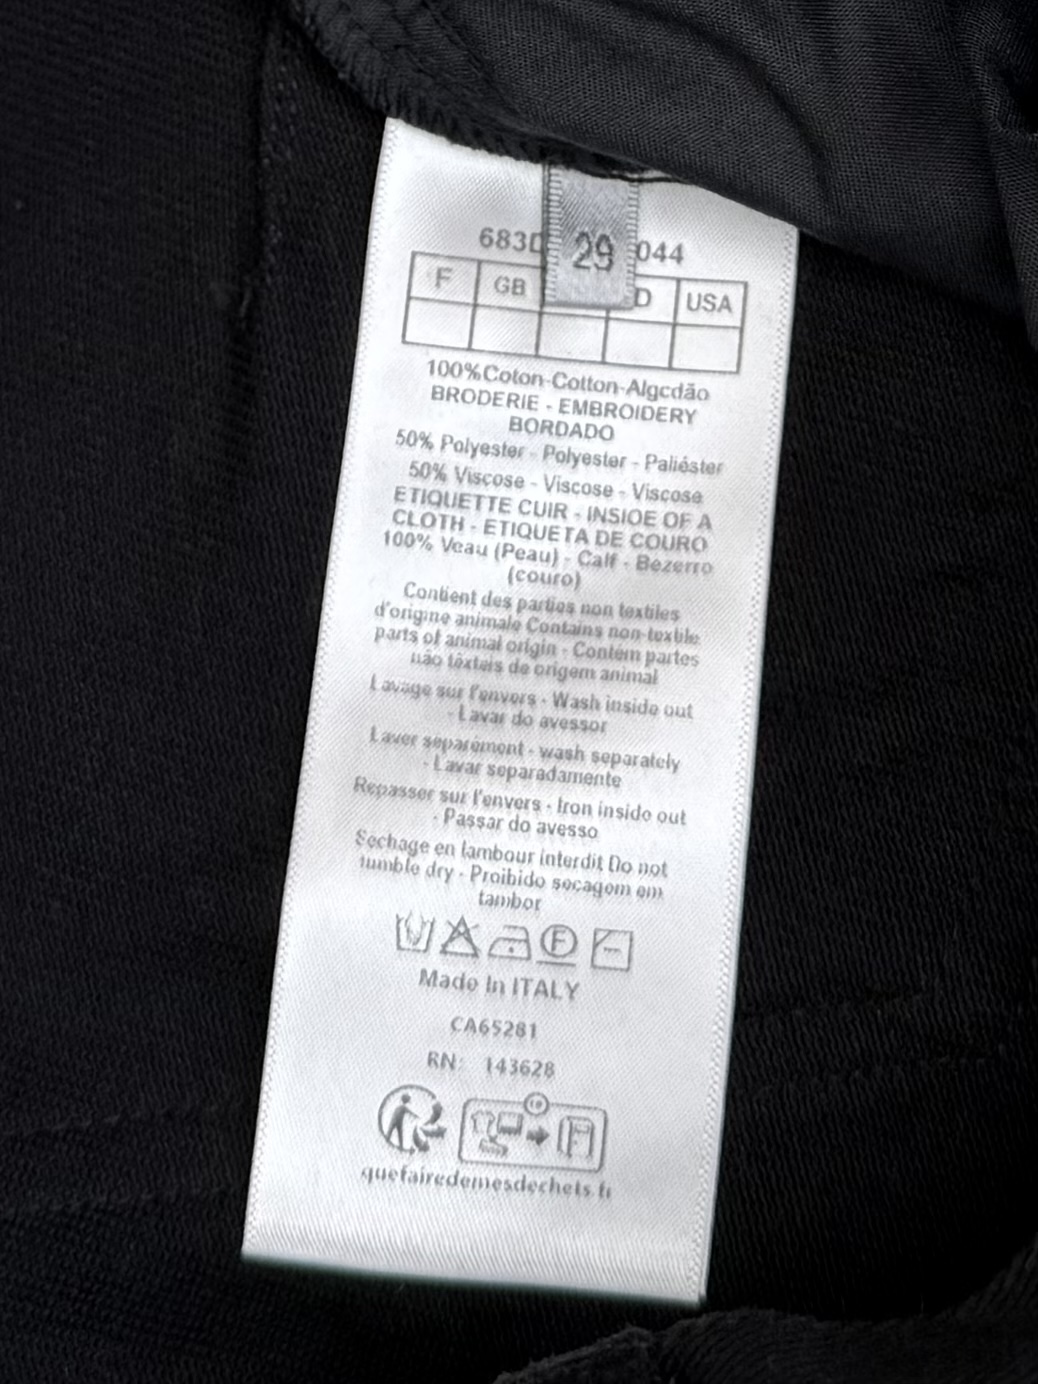 683D 29 044
F GB D USA
100%Coton-Cotton-Algcdão
BRODERIE - EMBROIDERY
BORDADO
50% Polyester - Polyester - Paliéster
50% Viscose - Viscose - Viscose
ETIQUETTE CUIR - INSIOE OF A
CLOTH - ETIQUETA DE COURO
100% Veau (Peau) - Calf - Bezerro
(couro)
Contient des parties non textiles
d'origine animale Contains non-textile
parts of animal origin - Contém partes
não têxteis de origem animal
Lavage sur l'envers - Wash inside out
- Lavar do avessor
Laver séparément - wash separately
- Lavar separadamente
Repasser sur l'envers - Iron inside out
- Passar do avesso
Sechage en tambour interdit Do not
tumble dry - Proibido secagem em
tambor
F
Made In ITALY
CA65281
RN: 143628
quefairedemesdechets.fr